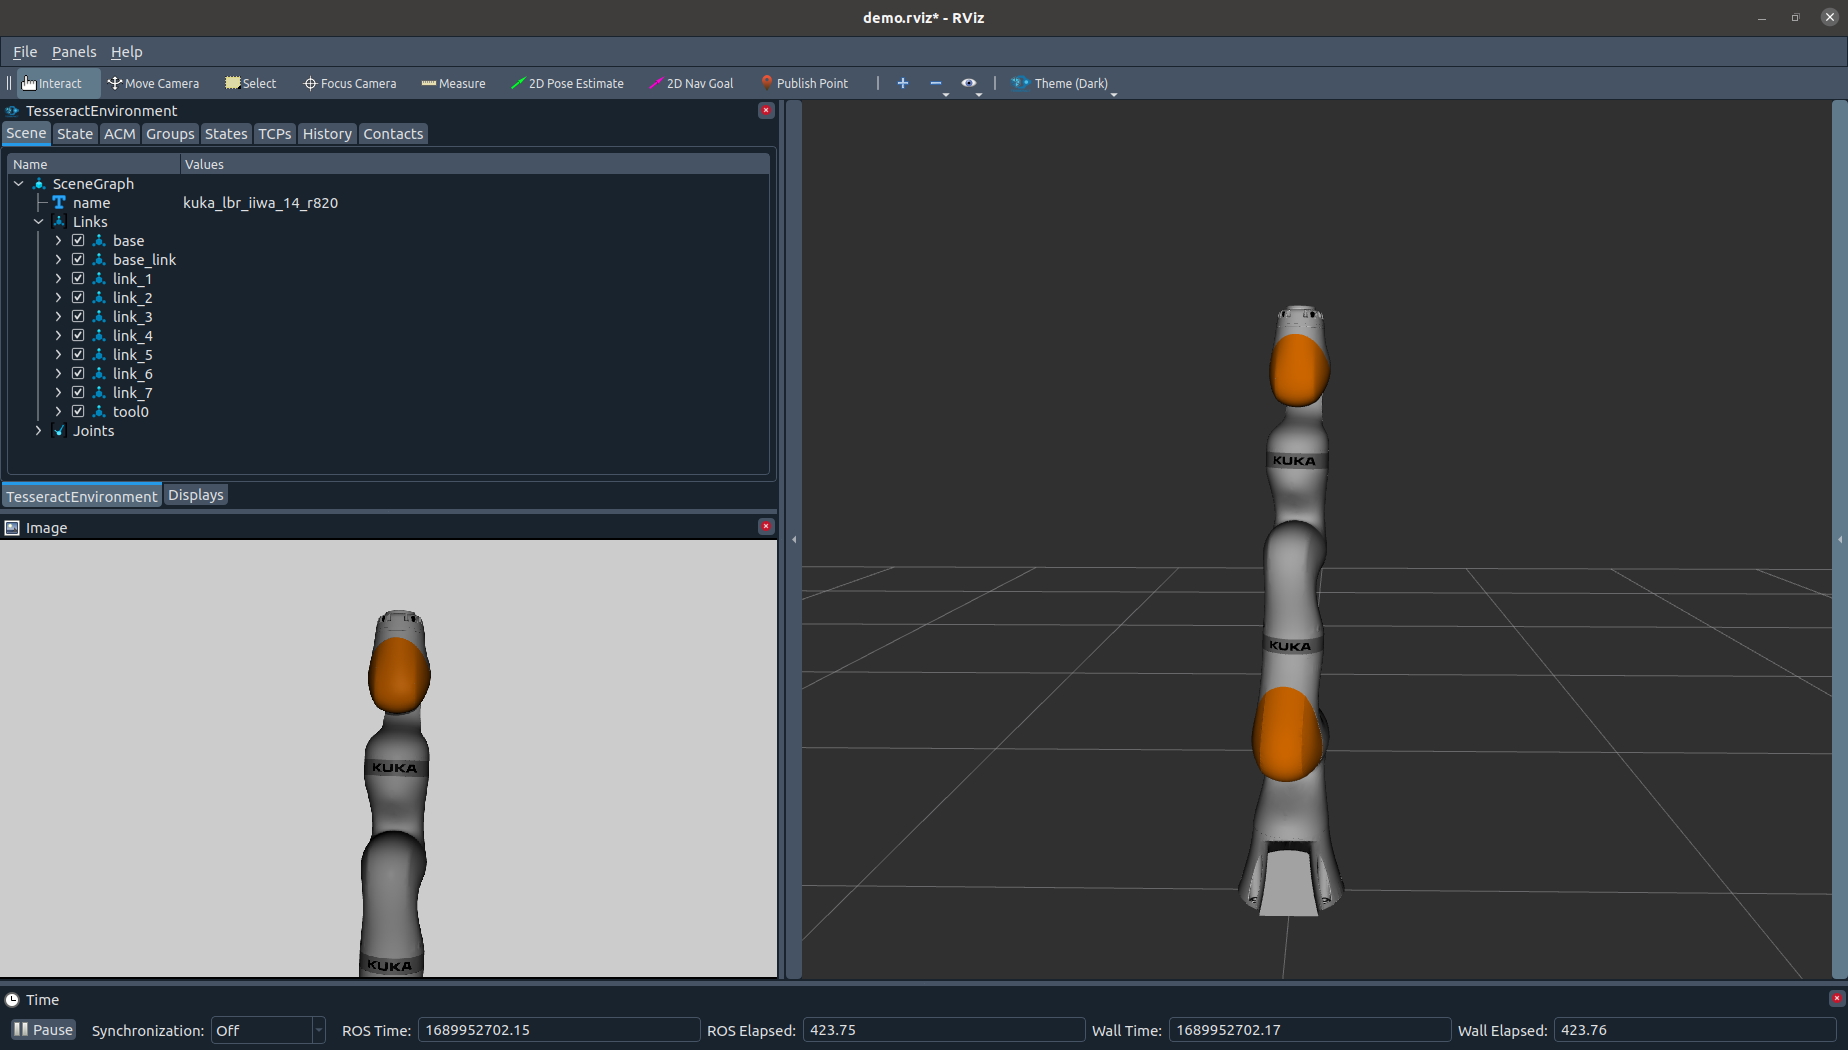 demo.rviz* - RViz
File Panels Help
Interact Move Camera Select Focus Camera Measure 2D Pose Estimate 2D Nav Goal Publish Point Theme (Dark)
TesseractEnvironment
Scene State ACM Groups States TCPs History Contacts
Name Values
SceneGraph
name kuka_lbr_iiwa_14_r820
Links
base
base_link
link_1
link_2
link_3
link_4
link_5
link_6
link_7
tool0
Joints
TesseractEnvironment Displays
Image
KUKA
KUKA
KUKA
KUKA
Time
Pause Synchronization: Off ROS Time: 1689952702.15 ROS Elapsed: 423.75 Wall Time: 1689952702.17 Wall Elapsed: 423.76